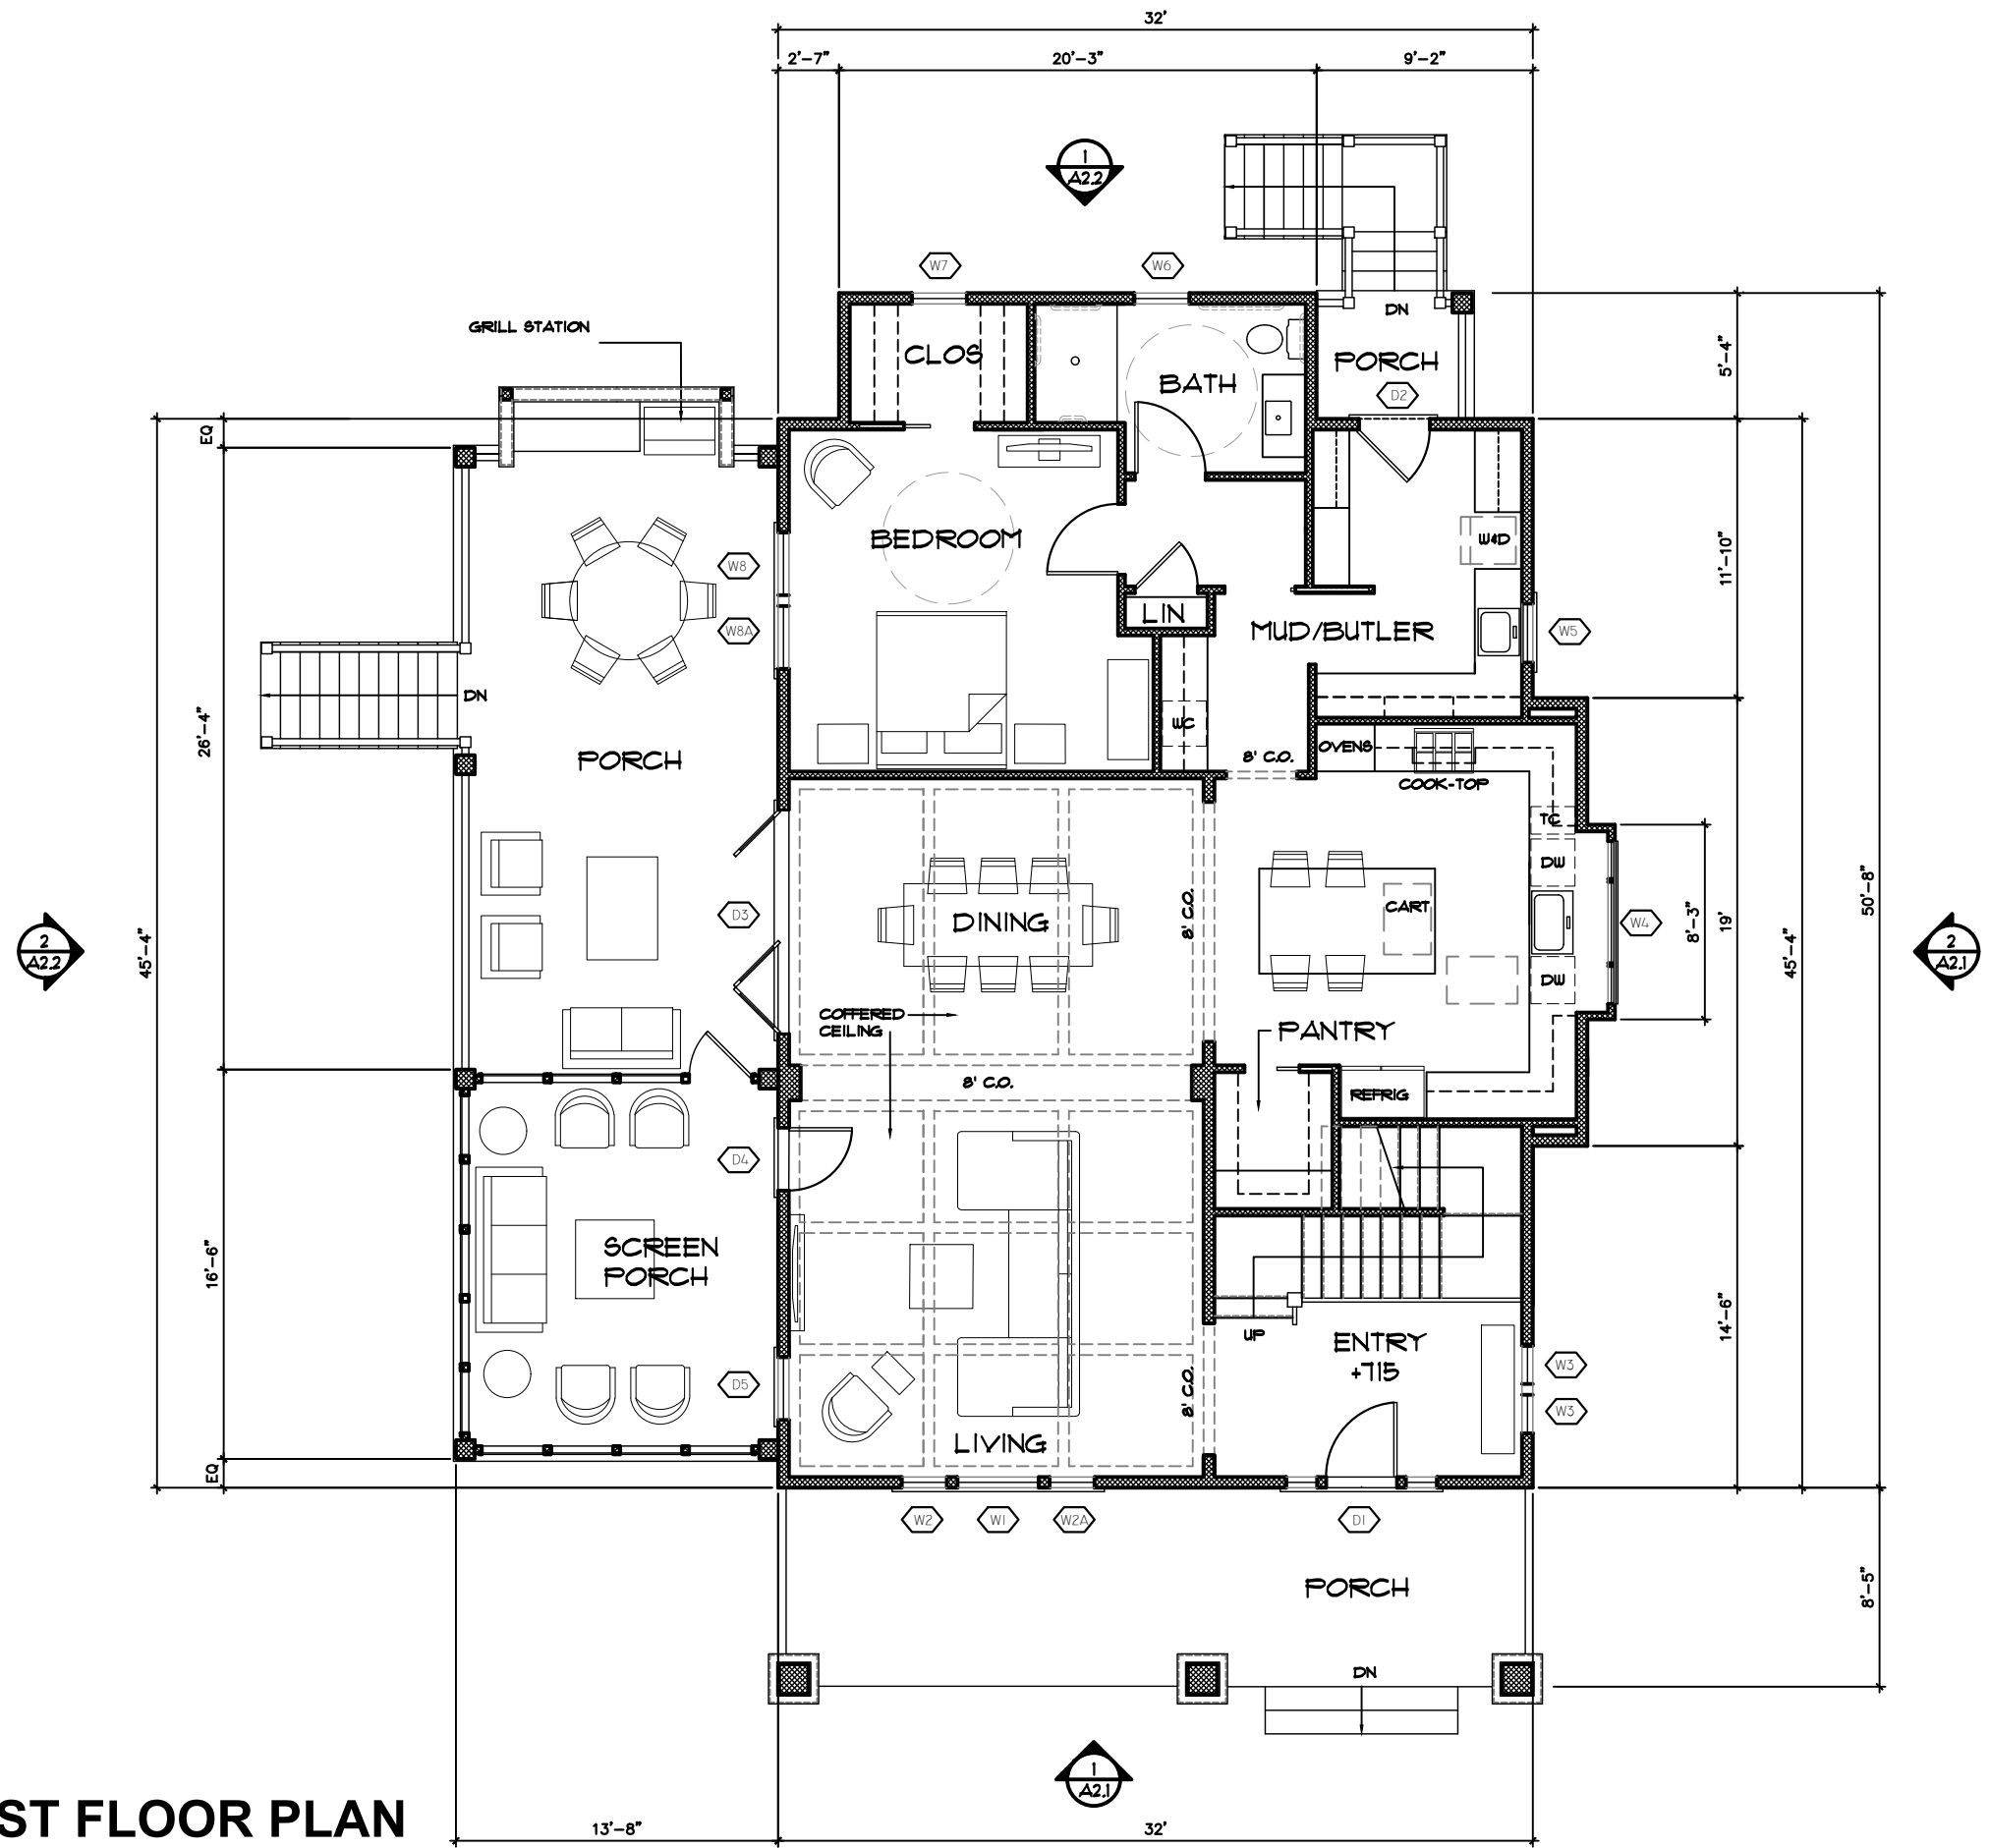 32'
2'-7" 20'-3" 9'-2"
1
A2.2
W7 W6
DN
GRILL STATION
CLOS
BATH
PORCH
D2
5'-4"
EQ
BEDROOM
W&D
W8
11'-10"
LIN
W8A
MUD/BUTLER
W5
DN
26'-4"
WC
PORCH
8' C.O.
OVENS
COOK-TOP
TC
DW
50'-8"
CART
D3
DINING
8' C.O.
W4
8'-3"
19'
2
A2.2
45'-4"
2
A2.1
45'-4"
DW
COFFERED
CEILING
PANTRY
8' C.O.
REFRIG
D4
SCREEN
PORCH
16'-6"
14'-6"
UP
ENTRY
+715
W3
D5
8' C.O.
W3
LIVING
EQ
W2 W1 W2A D1
PORCH
8'-5"
DN
1
A2.1
ST FLOOR PLAN
13'-8" 32'